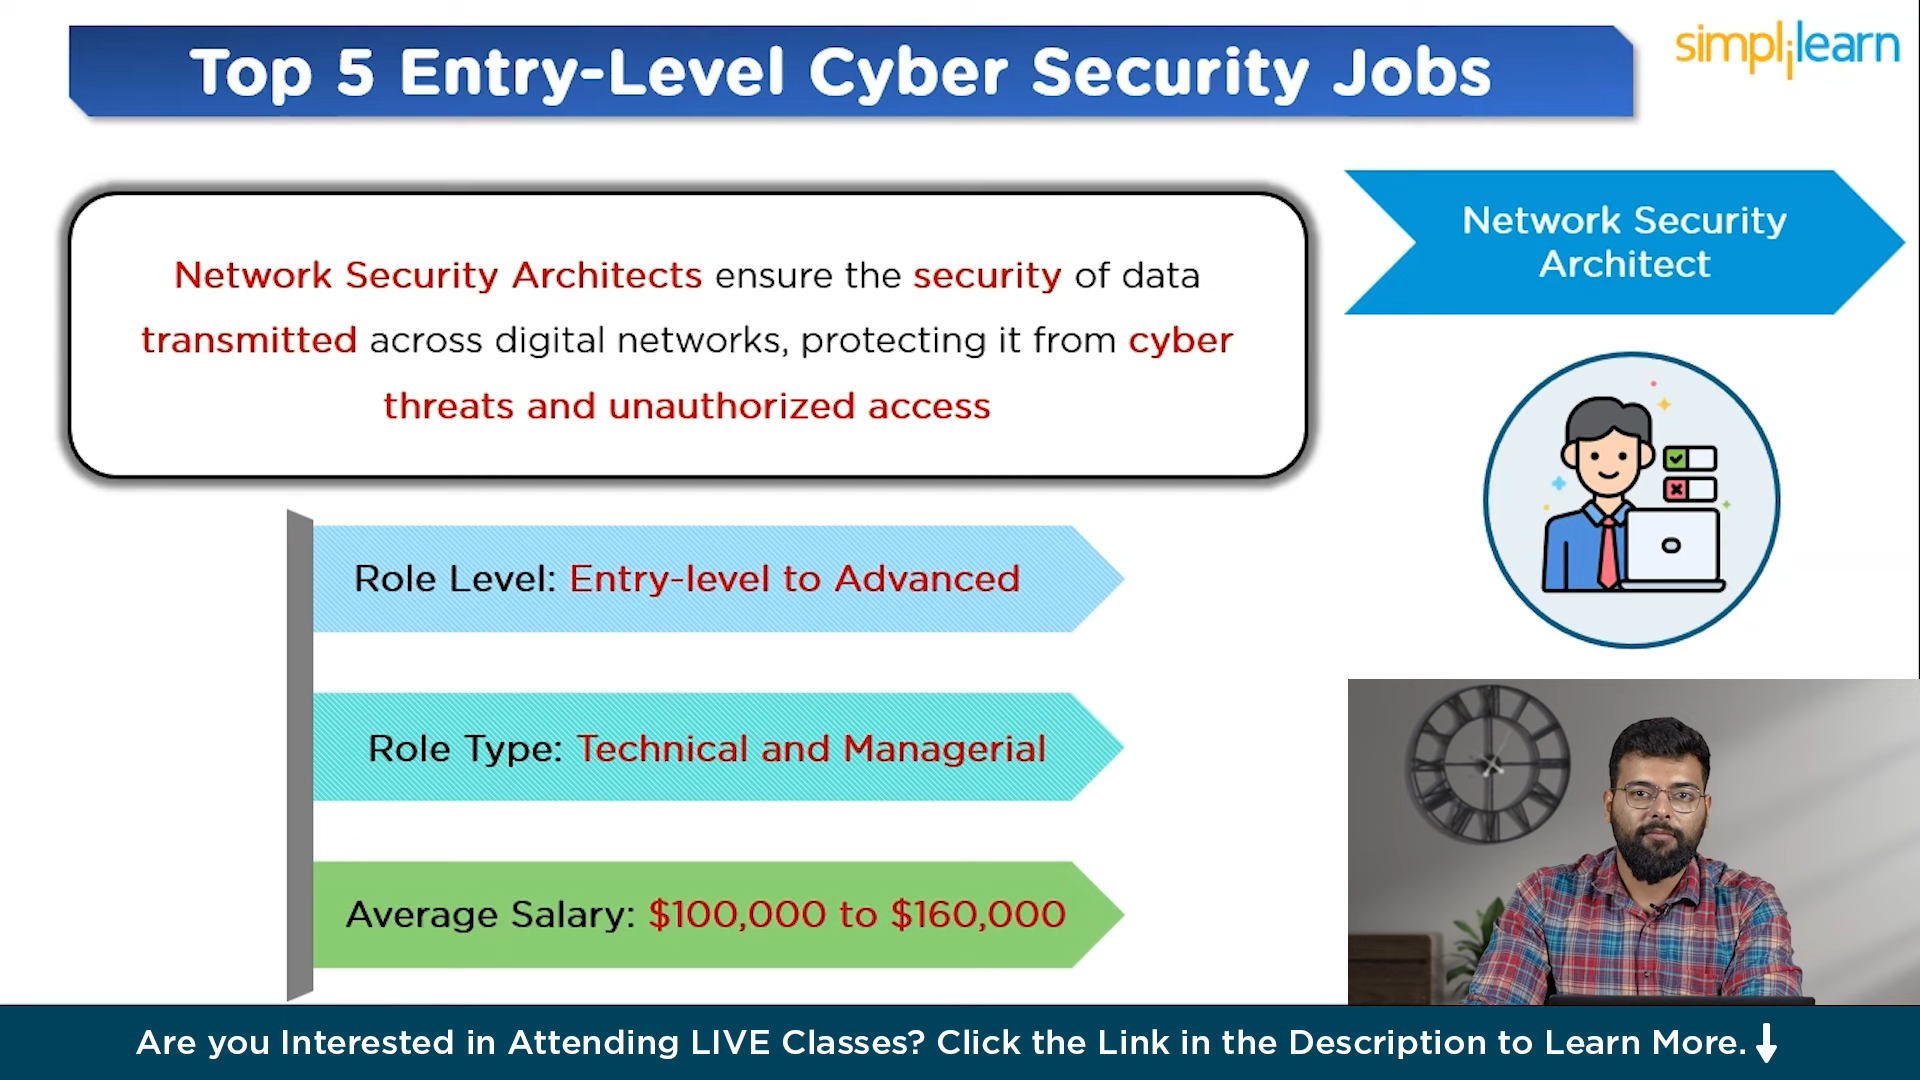 Top 5 Entry-Level Cyber Security Jobs
simplilearn
Network Security Architects ensure the security of data
transmitted across digital networks, protecting it from cyber
threats and unauthorized access
Network Security
Architect
Role Level: Entry-level to Advanced
Role Type: Technical and Managerial
Average Salary: $100,000 to $160,000
Are you Interested in Attending LIVE Classes? Click the Link in the Description to Learn More.